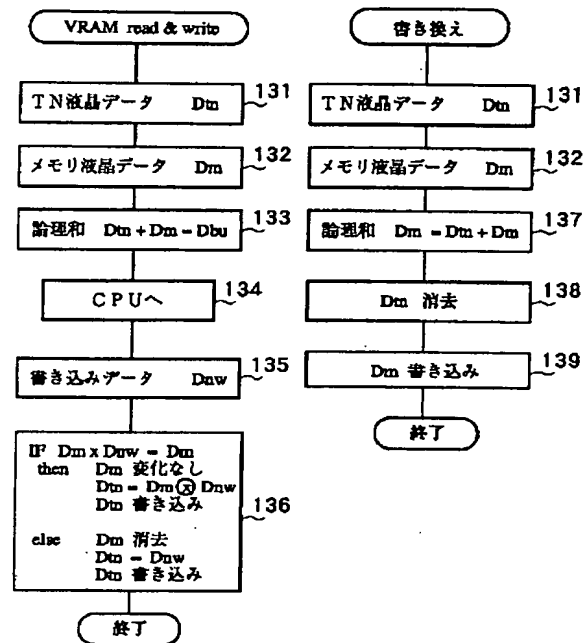 VRAM read & write
TN液晶データ Dtn
131
メモリ液晶データ Dm
132
論理和 Dtn + Dm = Dbu
133
CPUへ
134
書き込みデータ Dnw
135
IF Dm x Dnw = Dm
then Dm 変化なし
Dtn = Dm ⓧ Dnw
Dtn 書き込み
else Dm 消去
Dtn = Dnw
Dtn 書き込み
136
終了
書き換え
TN液晶データ Dtn
131
メモリ液晶データ Dm
132
論理和 Dm = Dtn + Dm
137
Dm 消去
138
Dm 書き込み
139
終了